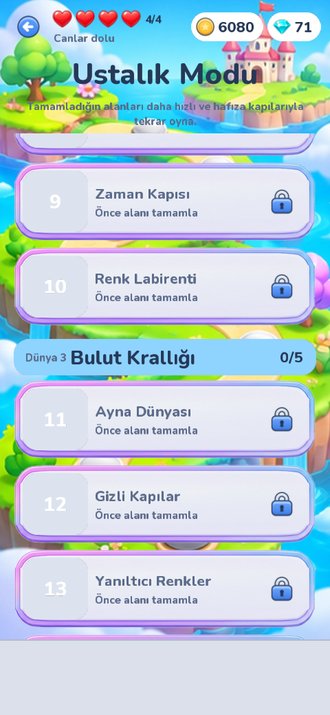 4/4
Canlar dolu
6080
71
Ustalık Modu
Tamamladığın alanları daha hızlı ve hafıza kapılarıyla
tekrar oyna.
9
Zaman Kapısı
Önce alanı tamamla
10
Renk Labirenti
Önce alanı tamamla
Dünya 3 Bulut Krallığı 0/5
11
Ayna Dünyası
Önce alanı tamamla
12
Gizli Kapılar
Önce alanı tamamla
13
Yanıltıcı Renkler
Önce alanı tamamla